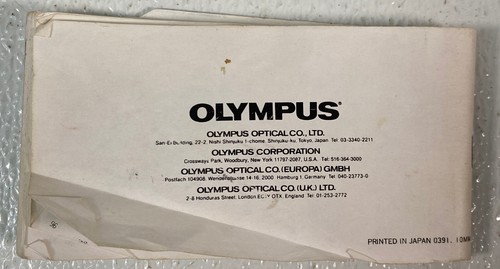 OLYMPUS®
OLYMPUS OPTICAL CO., LTD.
San-Ei Building, 22-2, Nishi Shinjuku 1-chome, Shinjuku-ku, Tokyo, Japan. Tel. 03-3340-2211
OLYMPUS CORPORATION
Crossways Park, Woodbury, New York 11797-2087, U.S.A. Tel. 516-364-3000
OLYMPUS OPTICAL CO. (EUROPA) GMBH
Postfach 104908, Wendenstrasse 14-16, 2000 Hamburg 1, Germany Tel. 040-23773-0
OLYMPUS OPTICAL CO. (U.K.) LTD.
2-8 Honduras Street, London EC1Y OTX, England Tel. 01-253-2772
PRINTED IN JAPAN 0391.